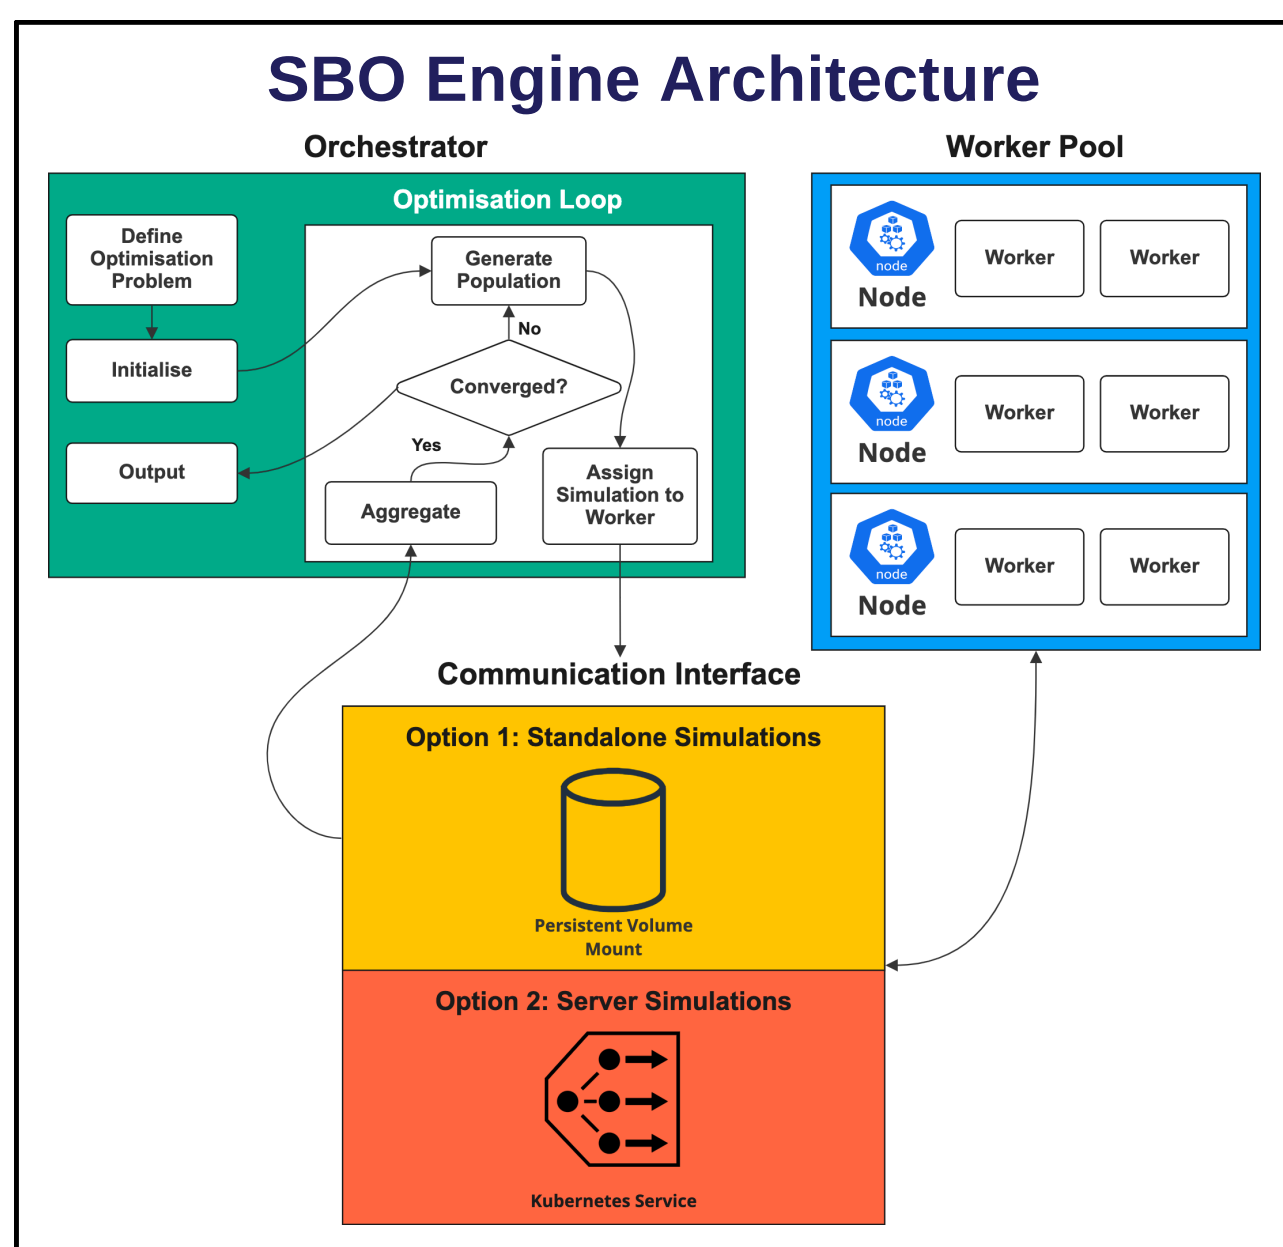 SBO Engine Architecture
Orchestrator
Optimisation Loop
Define
Optimisation
Problem
Initialise
Output
Generate
Population
No
Converged?
Yes
Aggregate
Assign
Simulation to
Worker
Worker Pool
node
Node
Worker
Worker
node
Node
Worker
Worker
node
Node
Worker
Worker
Communication Interface
Option 1: Standalone Simulations
Persistent Volume
Mount
Option 2: Server Simulations
Kubernetes Service